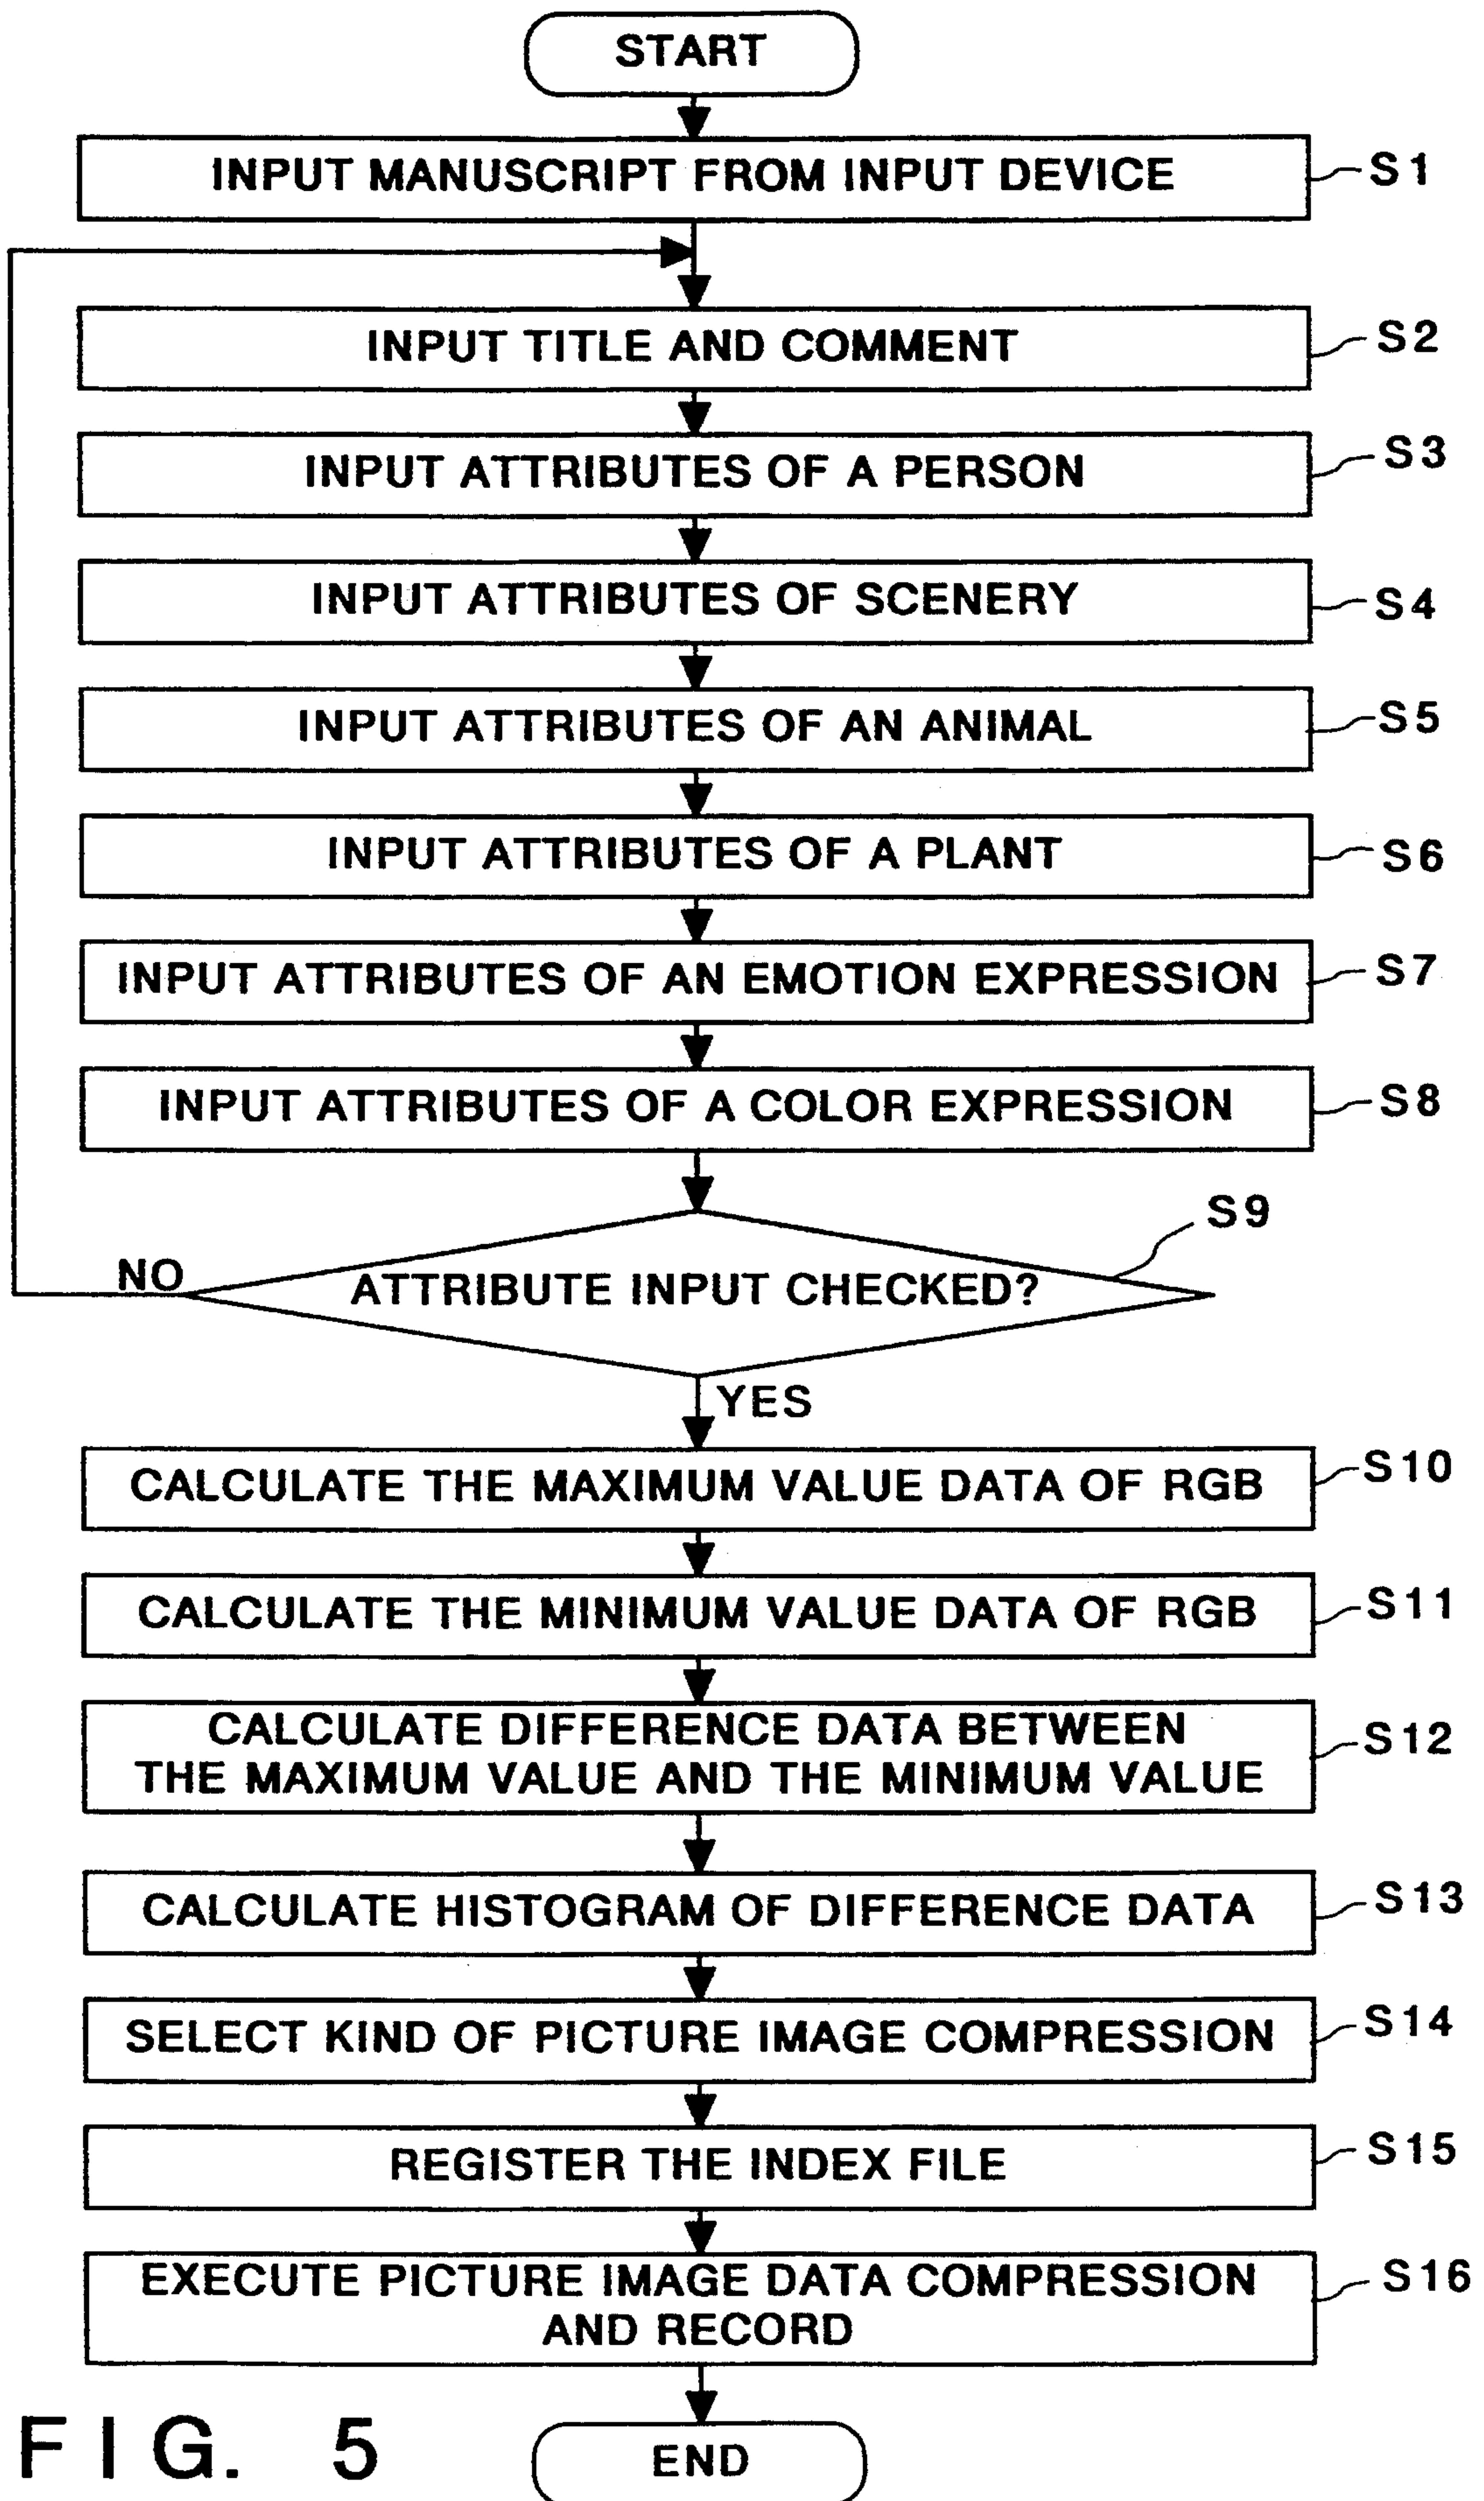 START
INPUT MANUSCRIPT FROM INPUT DEVICE
S1
INPUT TITLE AND COMMENT
S2
INPUT ATTRIBUTES OF A PERSON
S3
INPUT ATTRIBUTES OF SCENERY
S4
INPUT ATTRIBUTES OF AN ANIMAL
S5
INPUT ATTRIBUTES OF A PLANT
S6
INPUT ATTRIBUTES OF AN EMOTION EXPRESSION
S7
INPUT ATTRIBUTES OF A COLOR EXPRESSION
S8
S9
NO
ATTRIBUTE INPUT CHECKED?
YES
CALCULATE THE MAXIMUM VALUE DATA OF RGB
S10
CALCULATE THE MINIMUM VALUE DATA OF RGB
S11
CALCULATE DIFFERENCE DATA BETWEEN
THE MAXIMUM VALUE AND THE MINIMUM VALUE
S12
CALCULATE HISTOGRAM OF DIFFERENCE DATA
S13
SELECT KIND OF PICTURE IMAGE COMPRESSION
S14
REGISTER THE INDEX FILE
S15
EXECUTE PICTURE IMAGE DATA COMPRESSION
AND RECORD
S16
END
FIG. 5